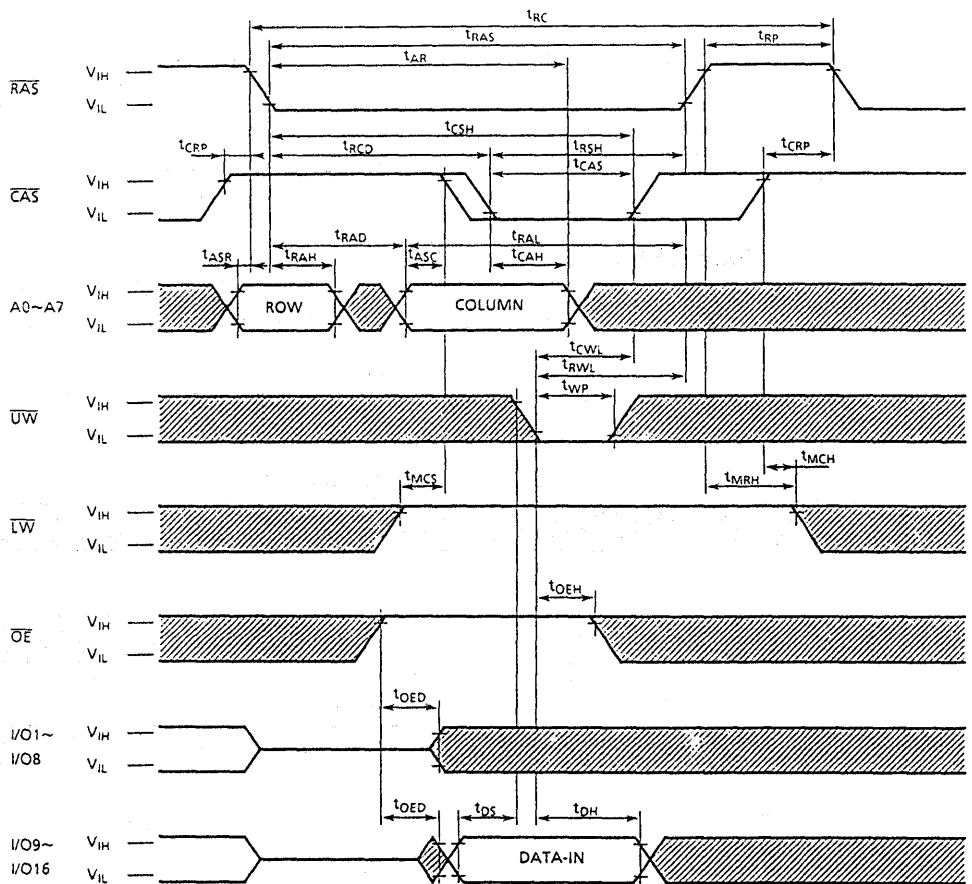 tRC
tRAS
tRP
tAR
RAS
VIH
VIL
tCSH
tCRP
tRCD
tRSH
tCRP
tCAS
CAS
VIH
VIL
tRAD
tRAL
tASR
tRAH
tASC
tCAH
A0~A7
VIH
VIL
ROW
COLUMN
tCWL
tRWL
tWP
UW
VIH
VIL
tMCH
tMCS
tMRH
LW
VIH
VIL
tOEH
OE
VIH
VIL
tOED
I/O1~
I/O8
VIH
VIL
tOED
tDS
tDH
I/O9~
I/O16
VIH
VIL
DATA-IN